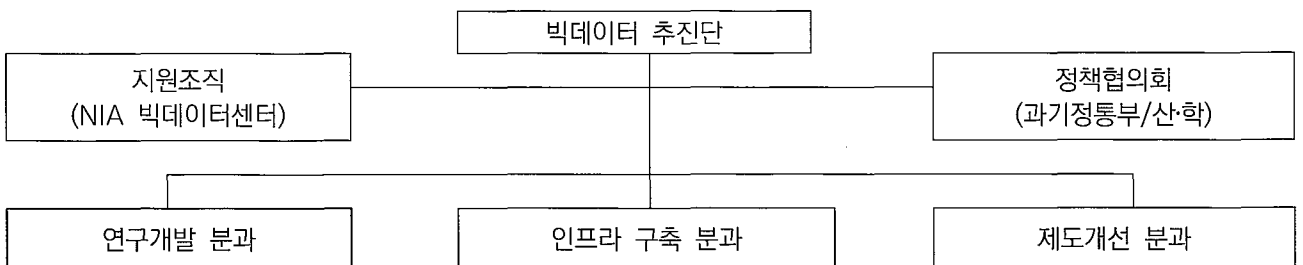 빅데이터 추진단
지원조직
(NIA 빅데이터센터)
정책협의회
(과기정통부/산·학)
연구개발 분과
인프라 구축 분과
제도개선 분과